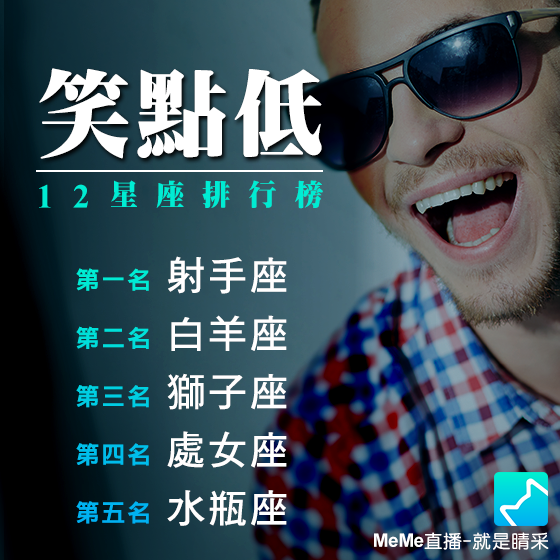 笑點低
12星座排行榜
第一名 射手座
第二名 白羊座
第三名 獅子座
第四名 處女座
第五名 水瓶座
MeMe直播-就是睛采